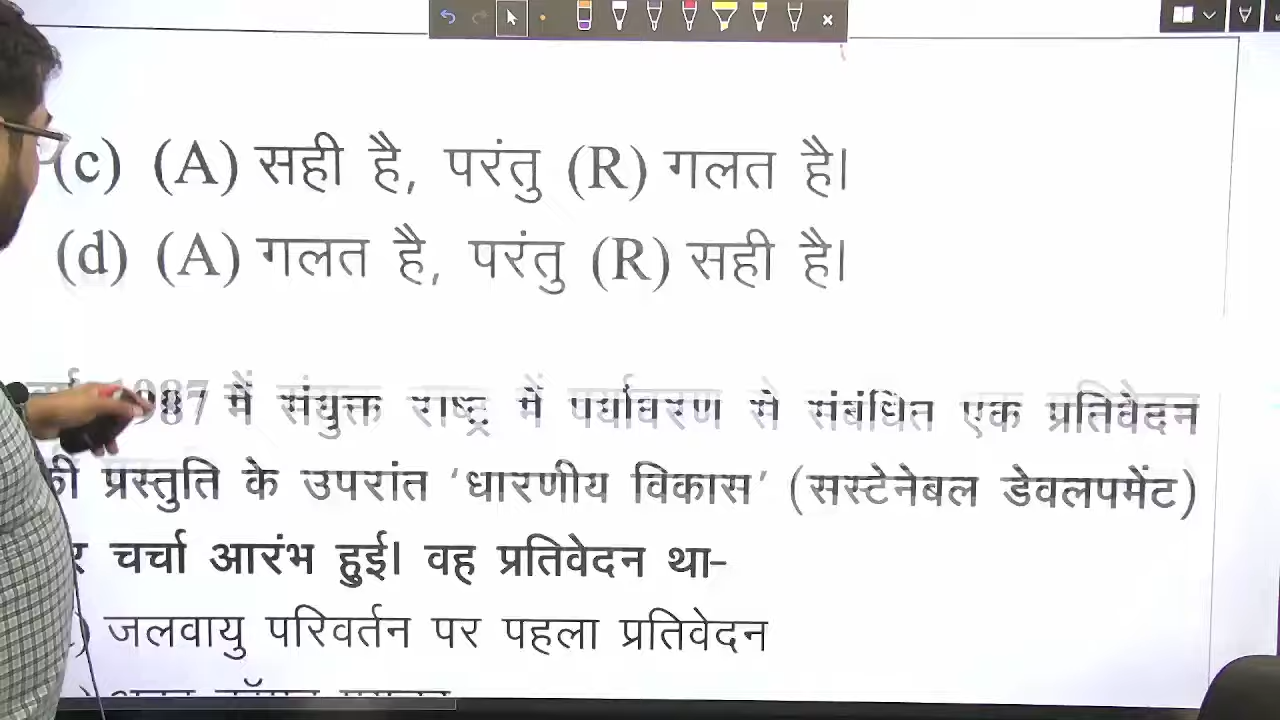 (c) (A) सही है, परंतु (R) गलत है।
(d) (A) गलत है, परंतु (R) सही है।
1987 में संयुक्त राष्ट्र में पर्यावरण से संबंधित एक प्रतिवेदन
की प्रस्तुति के उपरांत ‘धारणीय विकास’ (सस्टेनेबल डेवलपमेंट)
चर्चा आरंभ हुई। वह प्रतिवेदन था-
जलवायु परिवर्तन पर पहला प्रतिवेदन